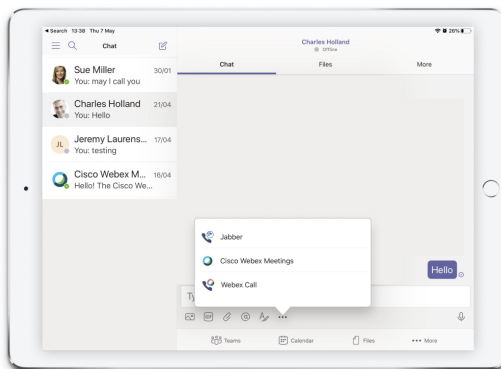 Search 13:38 Thu 7 May
26%
Chat
Sue Miller 30/01
You: may I call you
Charles Holland 21/04
You: Hello
JL
Jeremy Laurens... 17/04
You: testing
Cisco Webex M... 16/04
Hello! The Cisco We...
Charles Holland
Offline
Chat Files More
Hello
Jabber
Cisco Webex Meetings
Webex Call
Ty
Teams Calendar Files More